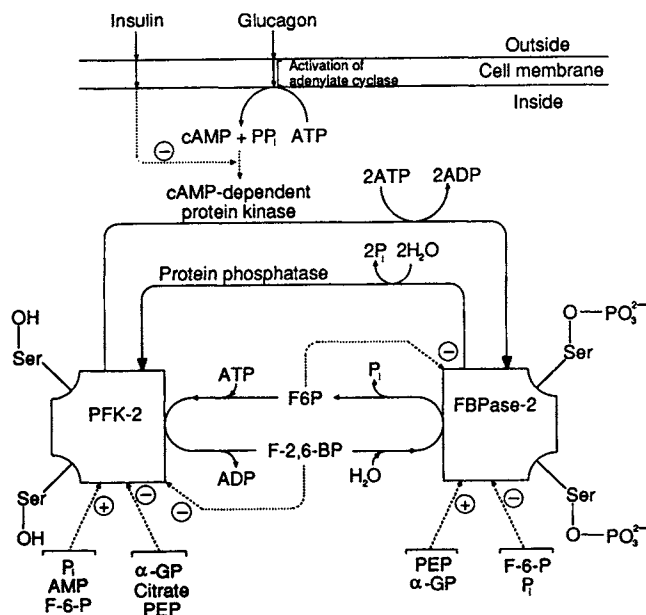 Insulin
Glucagon
Outside
Activation of
adenylate cyclase
Cell membrane
Inside
cAMP + PPi ATP
cAMP-dependent
protein kinase
2ATP 2ADP
2Pi 2H2O
Protein phosphatase
OH
Ser
PFK-2
Ser
OH
ATP
F6P
Pi
F-2,6-BP
ADP
H2O
FBPase-2
O—PO3^2-
Ser
Ser
O—PO3^2-
Pi
AMP
F-6-P
α-GP
Citrate
PEP
PEP
α-GP
F-6-P
Pi